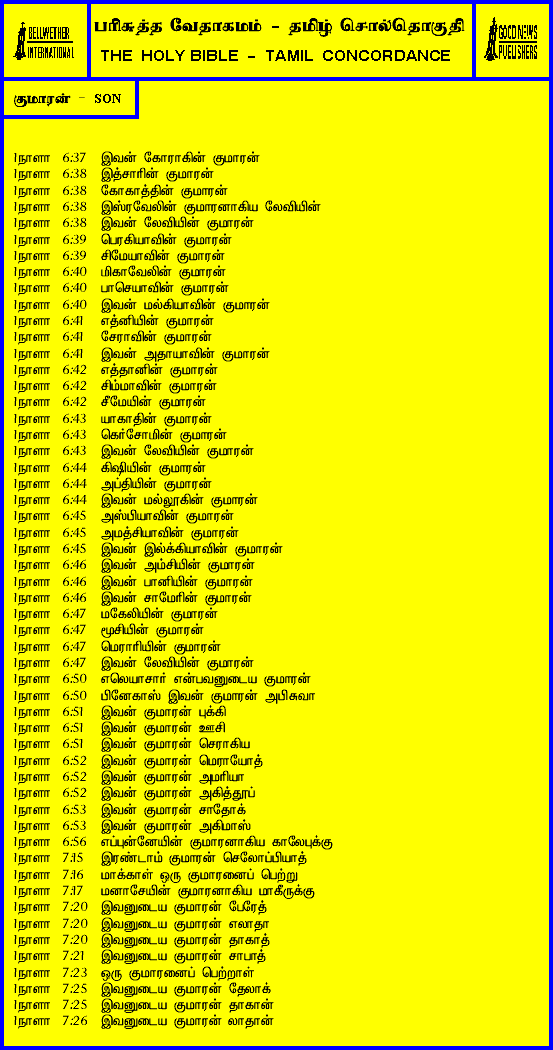 BELLWETHER
INTERNATIONAL
பரிசுத்த வேதாகமம் - தமிழ் சொல்தொகுதி
THE HOLY BIBLE - TAMIL CONCORDANCE
GOOD NEWS
PUBLISHERS
குமாரன் - SON
1நாளா 6:37 இவன் கோராகின் குமாரன்
1நாளா 6:38 இத்சாரின் குமாரன்
1நாளா 6:38 கோகாத்தின் குமாரன்
1நாளா 6:38 இஸ்ரவேலின் குமாரனாகிய லேவியின்
1நாளா 6:38 இவன் லேவியின் குமாரன்
1நாளா 6:39 பெரகியாவின் குமாரன்
1நாளா 6:39 சிமேயாவின் குமாரன்
1நாளா 6:40 மிகாவேலின் குமாரன்
1நாளா 6:40 பாசெயாவின் குமாரன்
1நாளா 6:40 இவன் மல்கியாவின் குமாரன்
1நாளா 6:41 எத்னியின் குமாரன்
1நாளா 6:41 சேராவின் குமாரன்
1நாளா 6:41 இவன் அதாயாவின் குமாரன்
1நாளா 6:42 எத்தானின் குமாரன்
1நாளா 6:42 சிம்மாவின் குமாரன்
1நாளா 6:42 சீமேயின் குமாரன்
1நாளா 6:43 யாகாதின் குமாரன்
1நாளா 6:43 கெர்சோமின் குமாரன்
1நாளா 6:43 இவன் லேவியின் குமாரன்
1நாளா 6:44 கிஷியின் குமாரன்
1நாளா 6:44 அப்தியின் குமாரன்
1நாளா 6:44 இவன் மல்லூகின் குமாரன்
1நாளா 6:45 அஸ்பியாவின் குமாரன்
1நாளா 6:45 அமத்சியாவின் குமாரன்
1நாளா 6:45 இவன் இல்க்கியாவின் குமாரன்
1நாளா 6:46 இவன் அம்சியின் குமாரன்
1நாளா 6:46 இவன் பானியின் குமாரன்
1நாளா 6:46 இவன் சாமேரின் குமாரன்
1நாளா 6:47 மகேலியின் குமாரன்
1நாளா 6:47 மூசியின் குமாரன்
1நாளா 6:47 மெராரியின் குமாரன்
1நாளா 6:47 இவன் லேவியின் குமாரன்
1நாளா 6:50 எலெயாசார் என்பவனுடைய குமாரன்
1நாளா 6:50 பினேகாஸ் இவன் குமாரன் அபிசுவா
1நாளா 6:51 இவன் குமாரன் புக்கி
1நாளா 6:51 இவன் குமாரன் ஊசி
1நாளா 6:51 இவன் குமாரன் செராகிய
1நாளா 6:52 இவன் குமாரன் மெராயோத்
1நாளா 6:52 இவன் குமாரன் அமரியா
1நாளா 6:52 இவன் குமாரன் அகித்தூப்
1நாளா 6:53 இவன் குமாரன் சாதோக்
1நாளா 6:53 இவன் குமாரன் அகிமாஸ்
1நாளா 6:56 எப்புன்னேயின் குமாரனாகிய காலேபுக்கு
1நாளா 7:15 இரண்டாம் குமாரன் செலோப்பியாத்
1நாளா 7:16 மாக்காள் ஒரு குமாரனைப் பெற்று
1நாளா 7:17 மனாசேயின் குமாரனாகிய மாகீருக்கு
1நாளா 7:20 இவனுடைய குமாரன் பேரேத்
1நாளா 7:20 இவனுடைய குமாரன் எலாதா
1நாளா 7:20 இவனுடைய குமாரன் தாகாத்
1நாளா 7:21 இவனுடைய குமாரன் சாபாத்
1நாளா 7:23 ஒரு குமாரனைப் பெற்றாள்
1நாளா 7:25 இவனுடைய குமாரன் தேலாக்
1நாளா 7:25 இவனுடைய குமாரன் தாகான்
1நாளா 7:26 இவனுடைய குமாரன் லாதான்